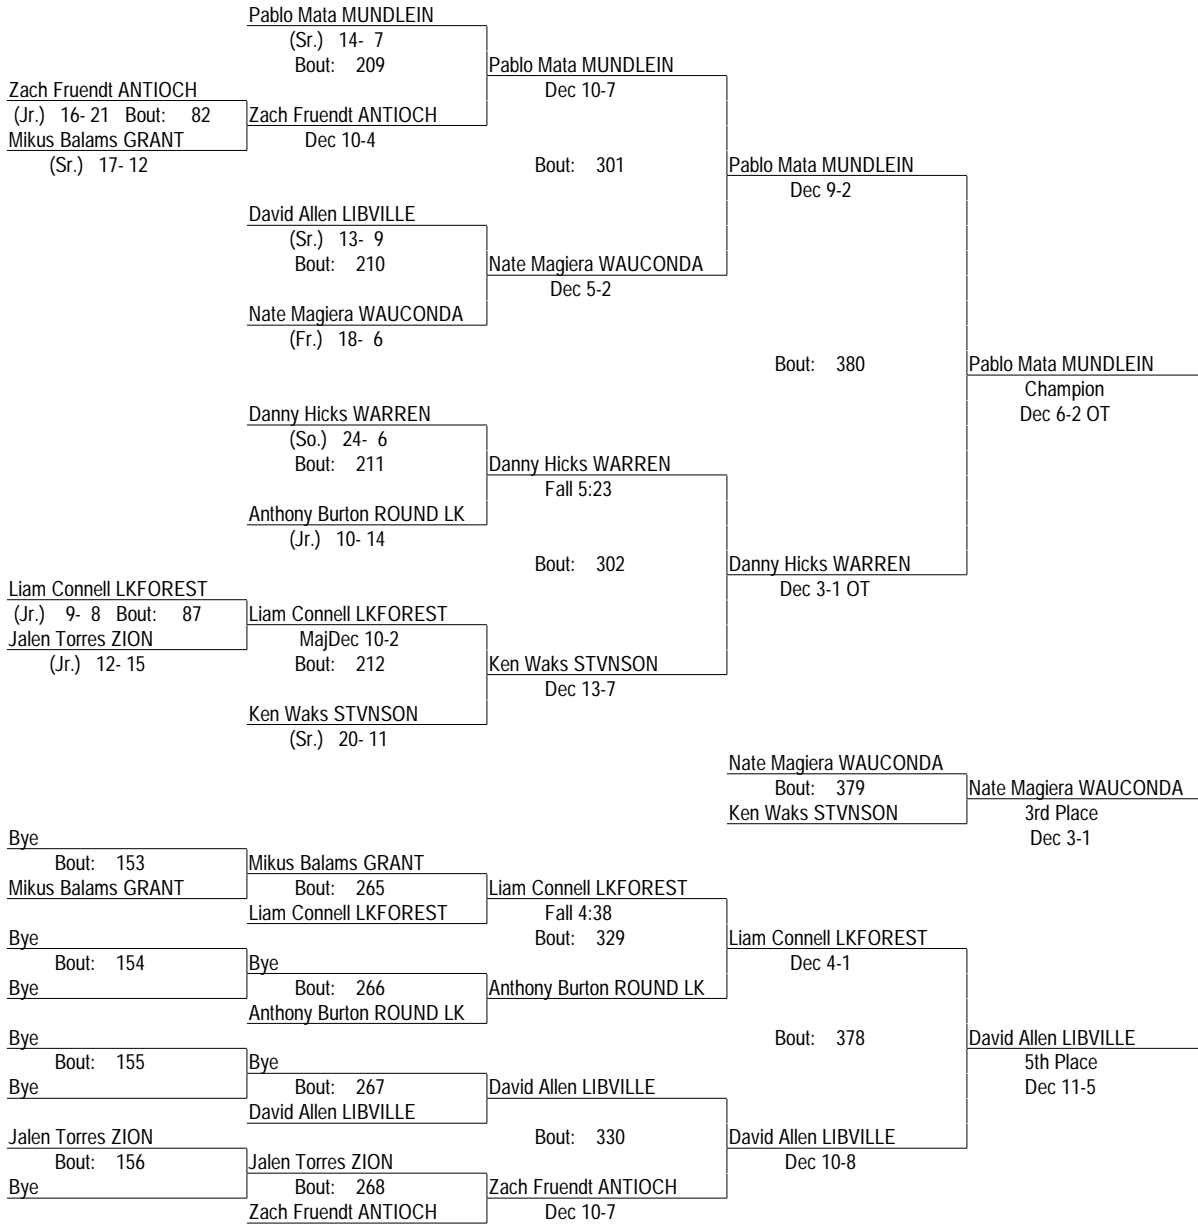 Pablo Mata MUNDLEIN
(Sr.) 14- 7
Bout: 209
Pablo Mata MUNDLEIN
Zach Fruendt ANTIOCH
Dec 10-7
(Jr.) 16- 21 Bout: 82
Zach Fruendt ANTIOCH
Mikus Balams GRANT
Dec 10-4
(Sr.) 17- 12
Bout: 301
Pablo Mata MUNDLEIN
Dec 9-2
David Allen LIBVILLE
(Sr.) 13- 9
Bout: 210
Nate Magiera WAUCONDA
Dec 5-2
Nate Magiera WAUCONDA
(Fr.) 18- 6
Bout: 380
Pablo Mata MUNDLEIN
Champion
Dec 6-2 OT
Danny Hicks WARREN
(So.) 24- 6
Bout: 211
Danny Hicks WARREN
Fall 5:23
Anthony Burton ROUND LK
(Jr.) 10- 14
Bout: 302
Danny Hicks WARREN
Dec 3-1 OT
Liam Connell LKFOREST
(Jr.) 9- 8 Bout: 87
Liam Connell LKFOREST
Jalen Torres ZION
MajDec 10-2
(Jr.) 12- 15
Bout: 212
Ken Waks STVNSON
Dec 13-7
Ken Waks STVNSON
(Sr.) 20- 11
Nate Magiera WAUCONDA
Bout: 379
Nate Magiera WAUCONDA
Ken Waks STVNSON
3rd Place
Dec 3-1
Bye
Bout: 153
Mikus Balams GRANT
Mikus Balams GRANT
Bout: 265
Liam Connell LKFOREST
Liam Connell LKFOREST
Fall 4:38
Bye
Bout: 329
Liam Connell LKFOREST
Bout: 154
Bye
Dec 4-1
Bye
Bout: 266
Anthony Burton ROUND LK
Anthony Burton ROUND LK
Bye
Bout: 378
David Allen LIBVILLE
Bout: 155
Bye
5th Place
Bye
Bout: 267
David Allen LIBVILLE
Dec 11-5
David Allen LIBVILLE
Jalen Torres ZION
Bout: 330
David Allen LIBVILLE
Bout: 156
Jalen Torres ZION
Dec 10-8
Bye
Bout: 268
Zach Fruendt ANTIOCH
Zach Fruendt ANTIOCH
Dec 10-7